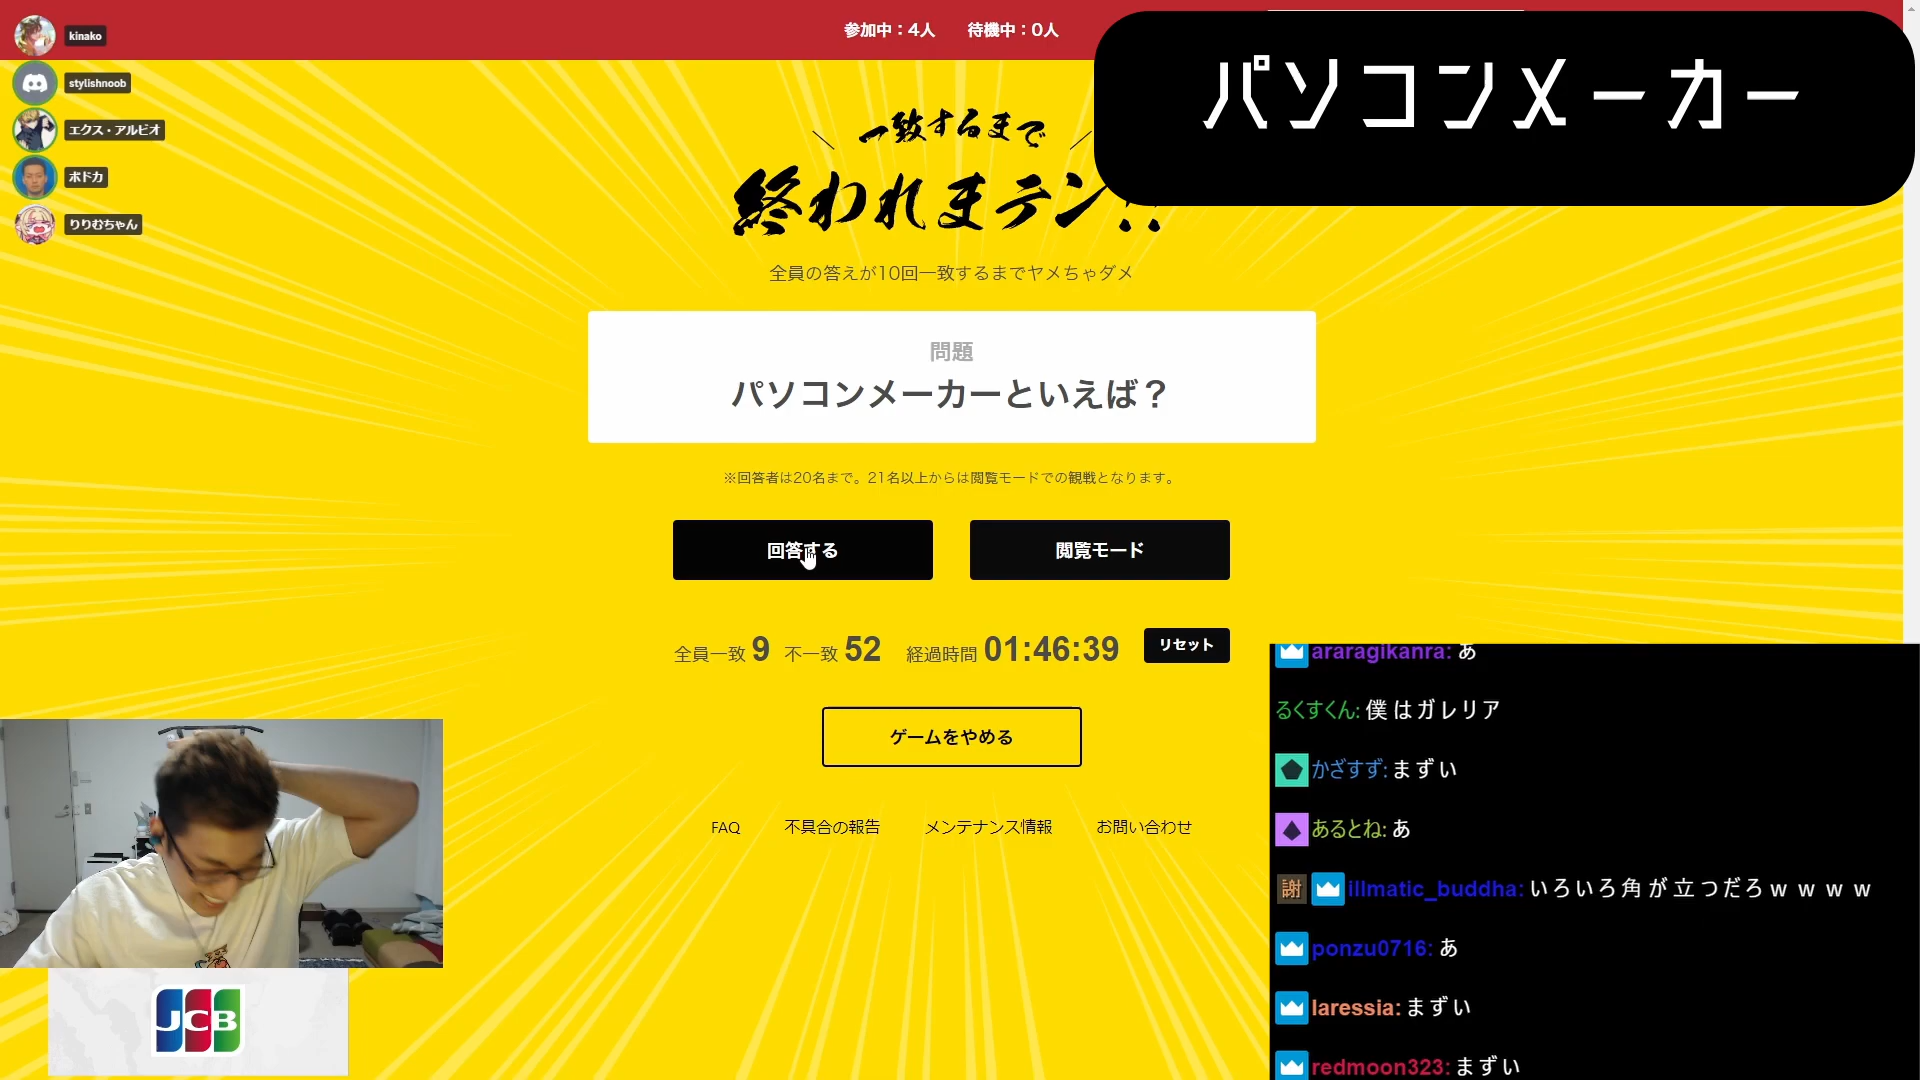 kinako
stylishnoob
エクス・アルビオ
ボドカ
りりむちゃん
参加中：4人
待機中：0人
パソコンメーカー
一致するまで
終われまテン!!
全員の答えが10回一致するまでヤメちゃダメ
問題
パソコンメーカーといえば？
※回答者は20名まで。21名以上からは閲覧モードでの観戦となります。
回答する
閲覧モード
全員一致 9 不一致 52 経過時間 01:46:39
リセット
ゲームをやめる
FAQ
不具合の報告
メンテナンス情報
お問い合わせ
araragikanra: あ
るくすくん: 僕はガレリア
かざすず: まずい
あるとね: あ
謝 illmatic_buddha: いろいろ角が立つだろｗｗｗｗ
ponzu0716: あ
laressia: まずい
redmoon323: まずい
JCB